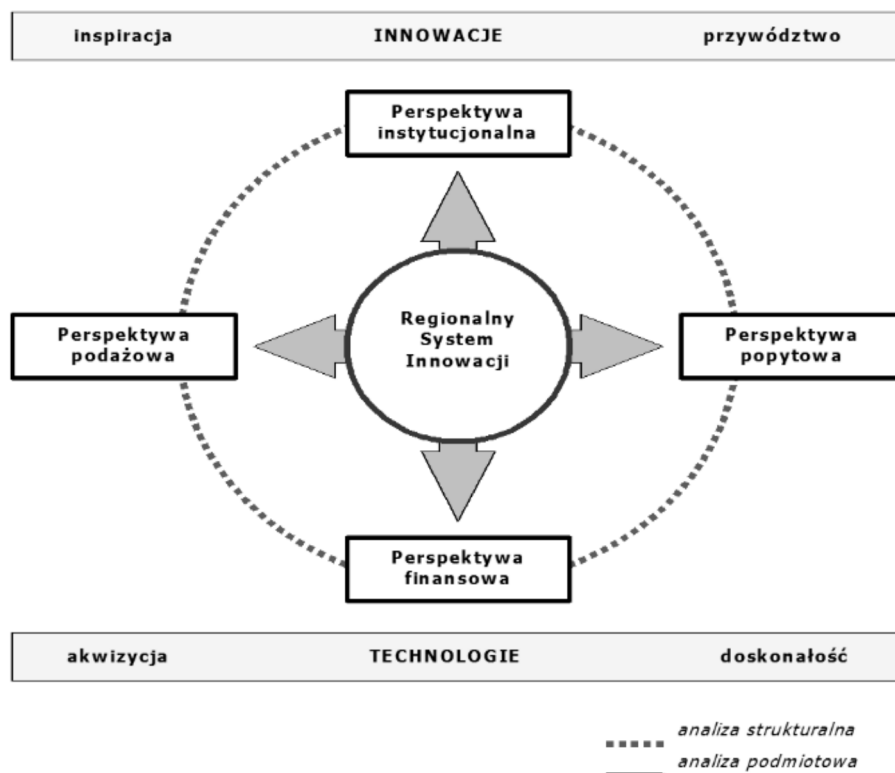 inspiracja INNOWACJE przywództwo
Perspektywa
instytucjonalna
Perspektywa
podażowa
Regionalny
System
Innowacji
Perspektywa
popytowa
Perspektywa
finansowa
akwizycja TECHNOLOGIE doskonałość
analiza strukturalna
analiza podmiotowa